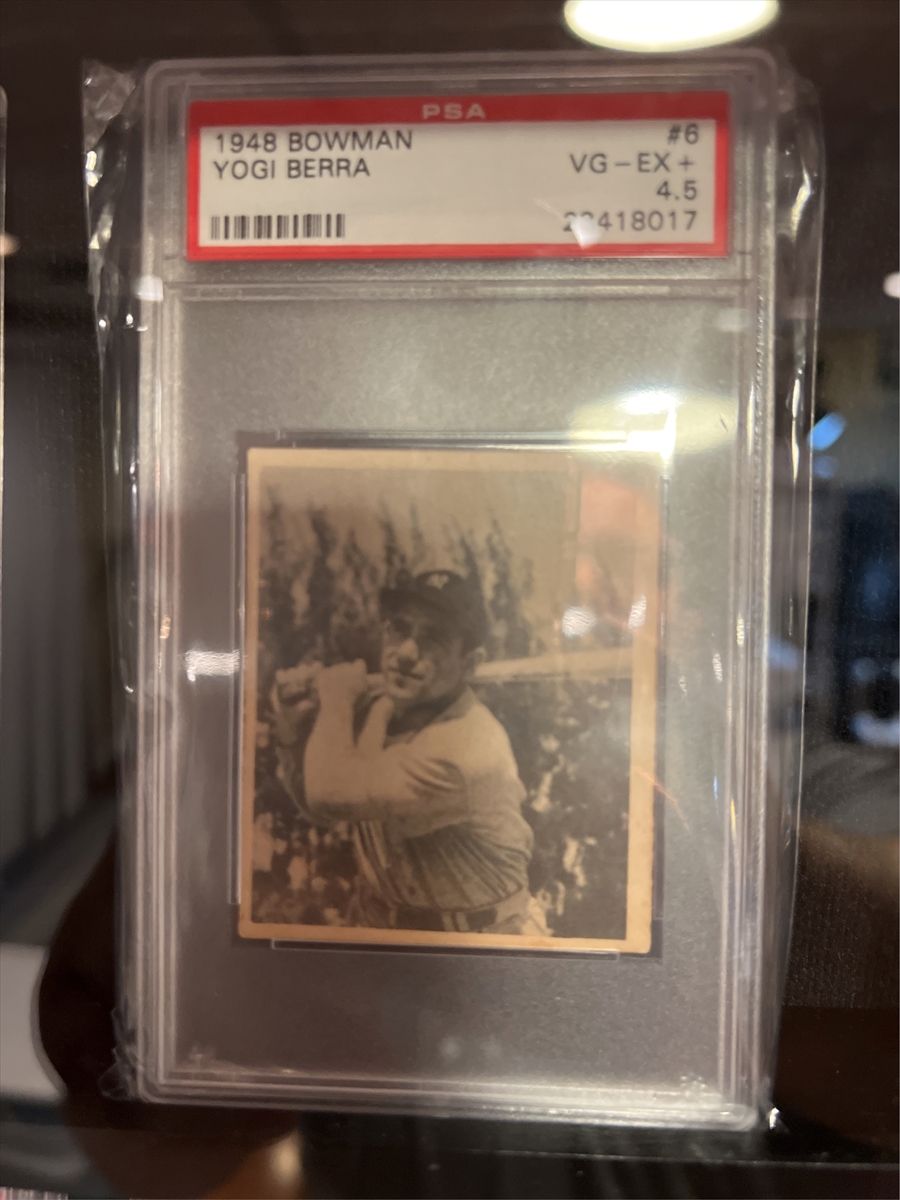 PSA
1948 BOWMAN #6
YOGI BERRA VG-EX+
4.5